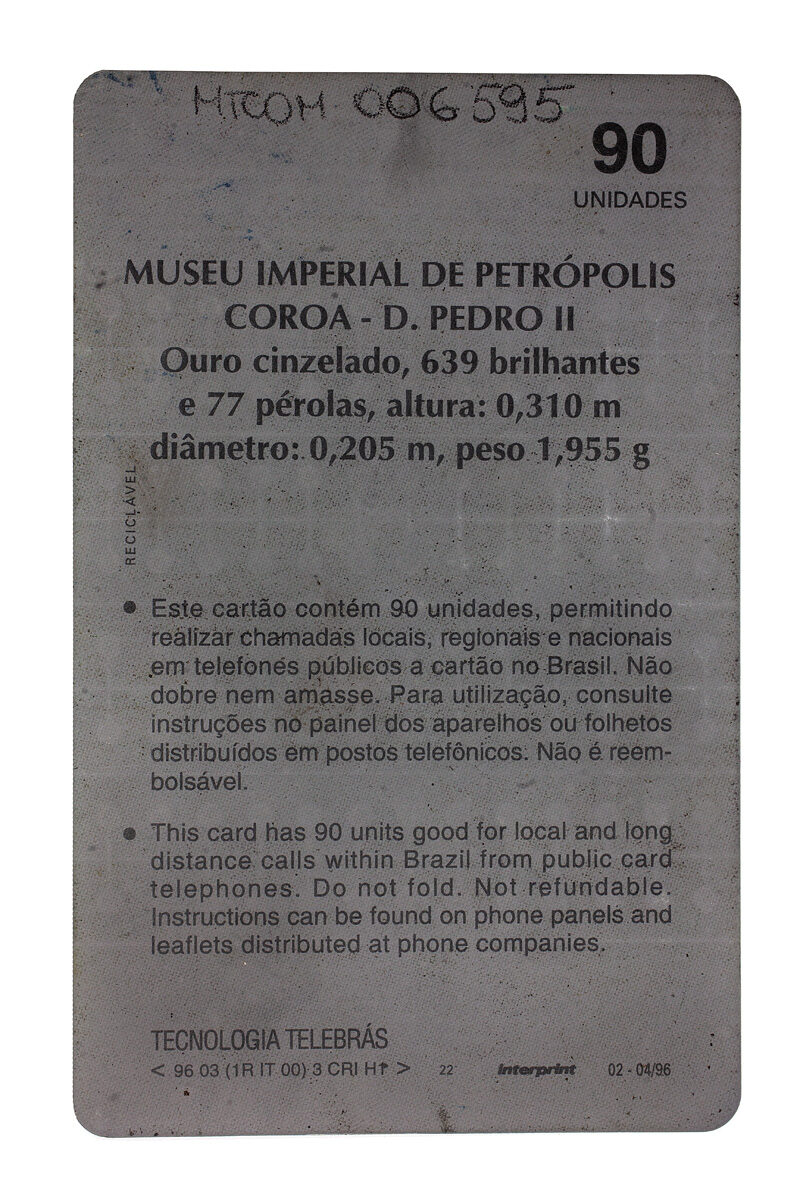 MTCOM 006595
90
UNIDADES
MUSEU IMPERIAL DE PETRÓPOLIS
COROA - D. PEDRO II
Ouro cinzelado, 639 brilhantes
e 77 pérolas, altura: 0,310 m
diâmetro: 0,205 m, peso 1,955 g
RECICLÁVEL
• Este cartão contém 90 unidades, permitindo
realizar chamadas locais, regionais e nacionais
em telefones públicos a cartão no Brasil. Não
dobre nem amasse. Para utilização, consulte
instruções no painel dos aparelhos ou folhetos
distribuídos em postos telefônicos. Não é reem-
bolsável.
• This card has 90 units good for local and long
distance calls within Brazil from public card
telephones. Do not fold. Not refundable.
Instructions can be found on phone panels and
leaflets distributed at phone companies.
TECNOLOGIA TELEBRÁS
< 96 03 (1R IT 00) 3 CRI H↑ > 22 interprint 02 - 04/96